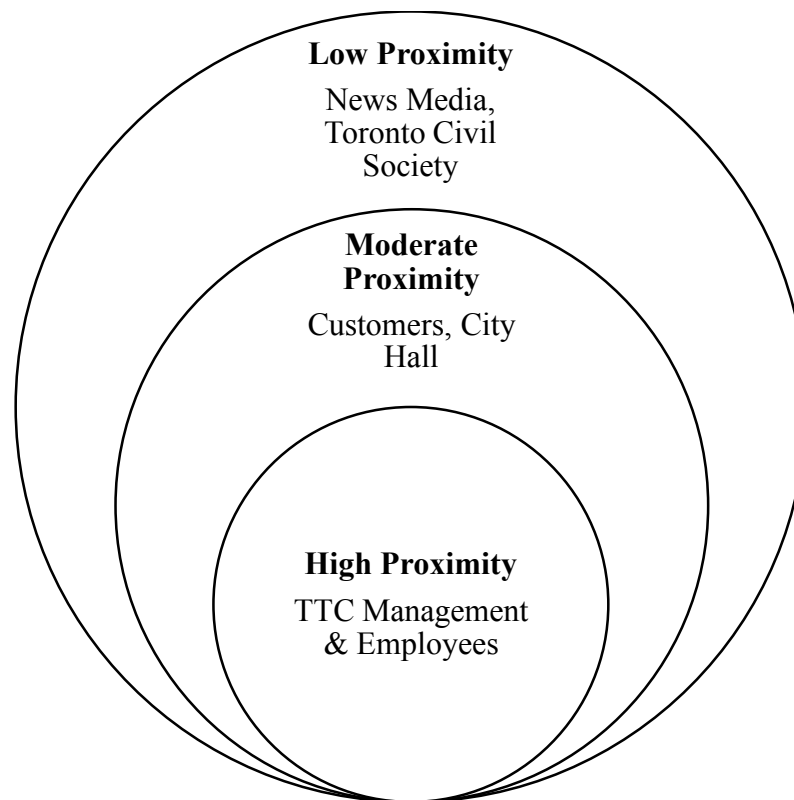 Low Proximity
News Media,
Toronto Civil
Society
Moderate
Proximity
Customers, City
Hall
High Proximity
TTC Management
& Employees